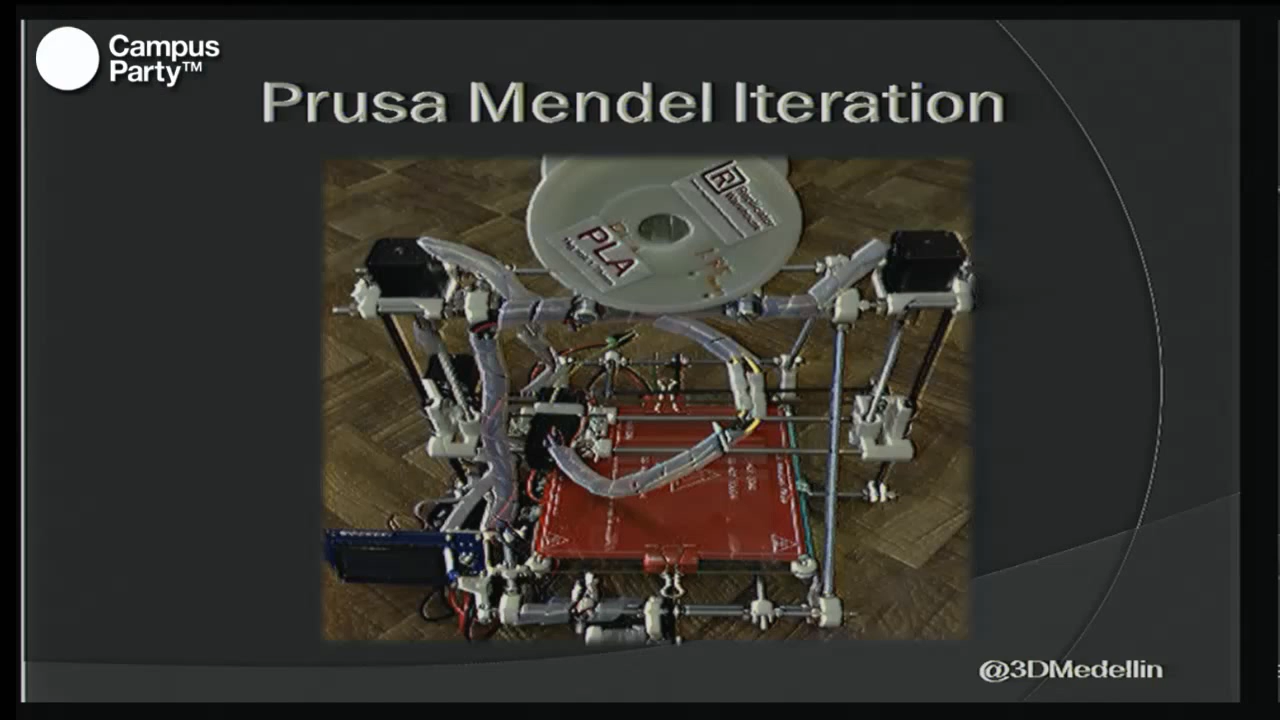 Campus
Party™
Prusa Mendel Iteration
R
PLA
@3DMedellin